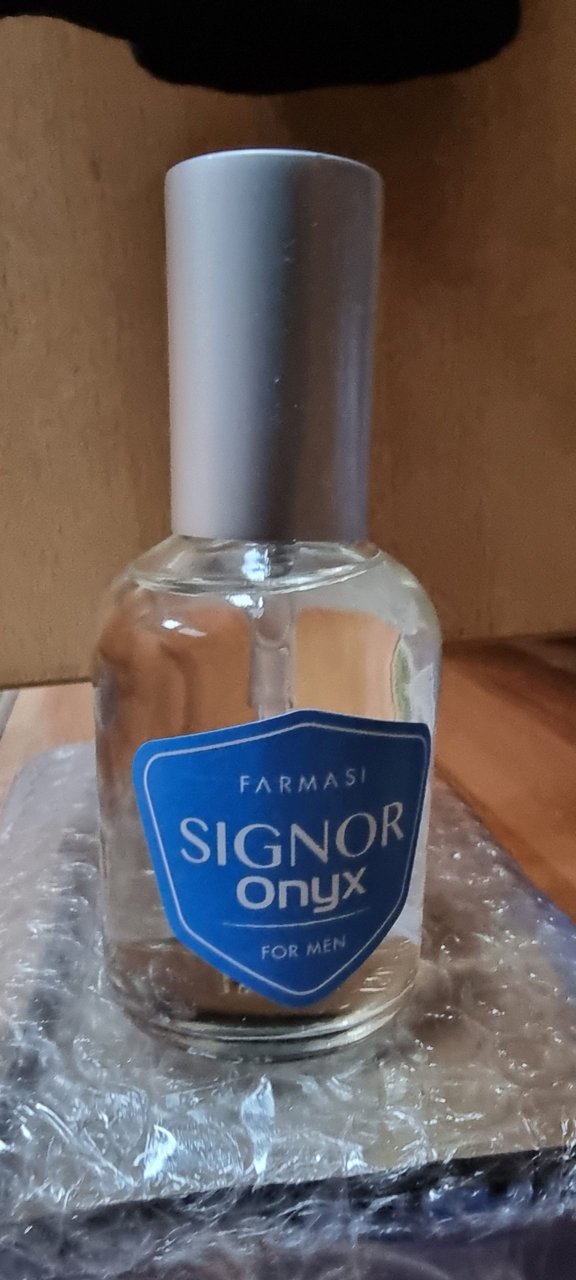 FARMASI
SIGNOR
onyx
FOR MEN